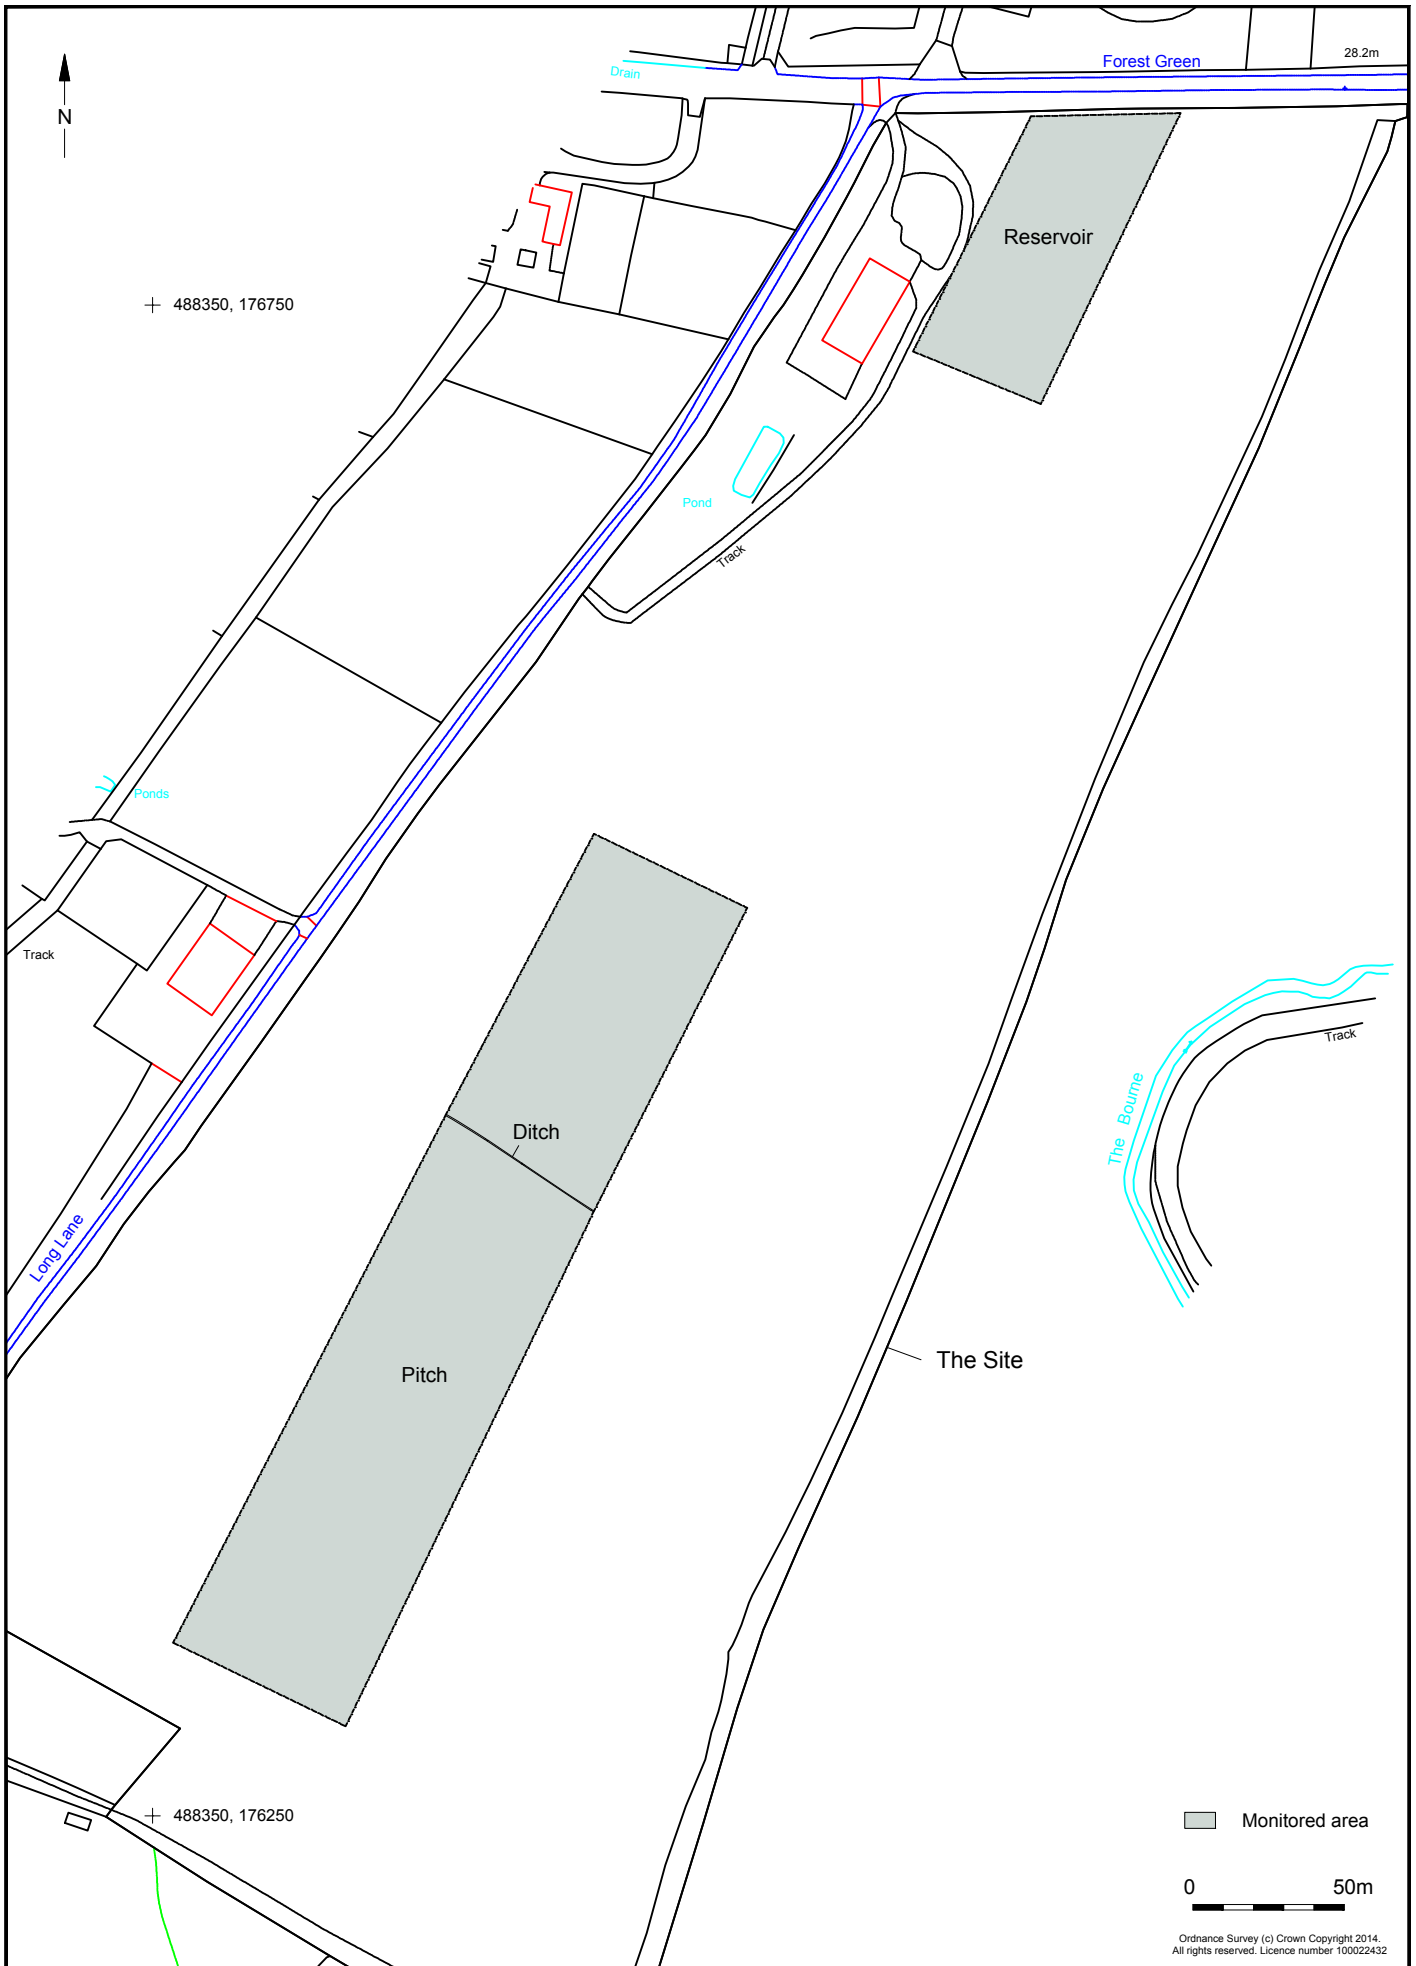 Forest Green
28.2m
Drain
N
Reservoir
488350, 176750
Pond
Track
Ponds
Track
Track
The Bourne
Ditch
Long Lane
The Site
Pitch
488350, 176250
Monitored area
0 50m
Ordnance Survey (c) Crown Copyright 2014.
All rights reserved. Licence number 100022432